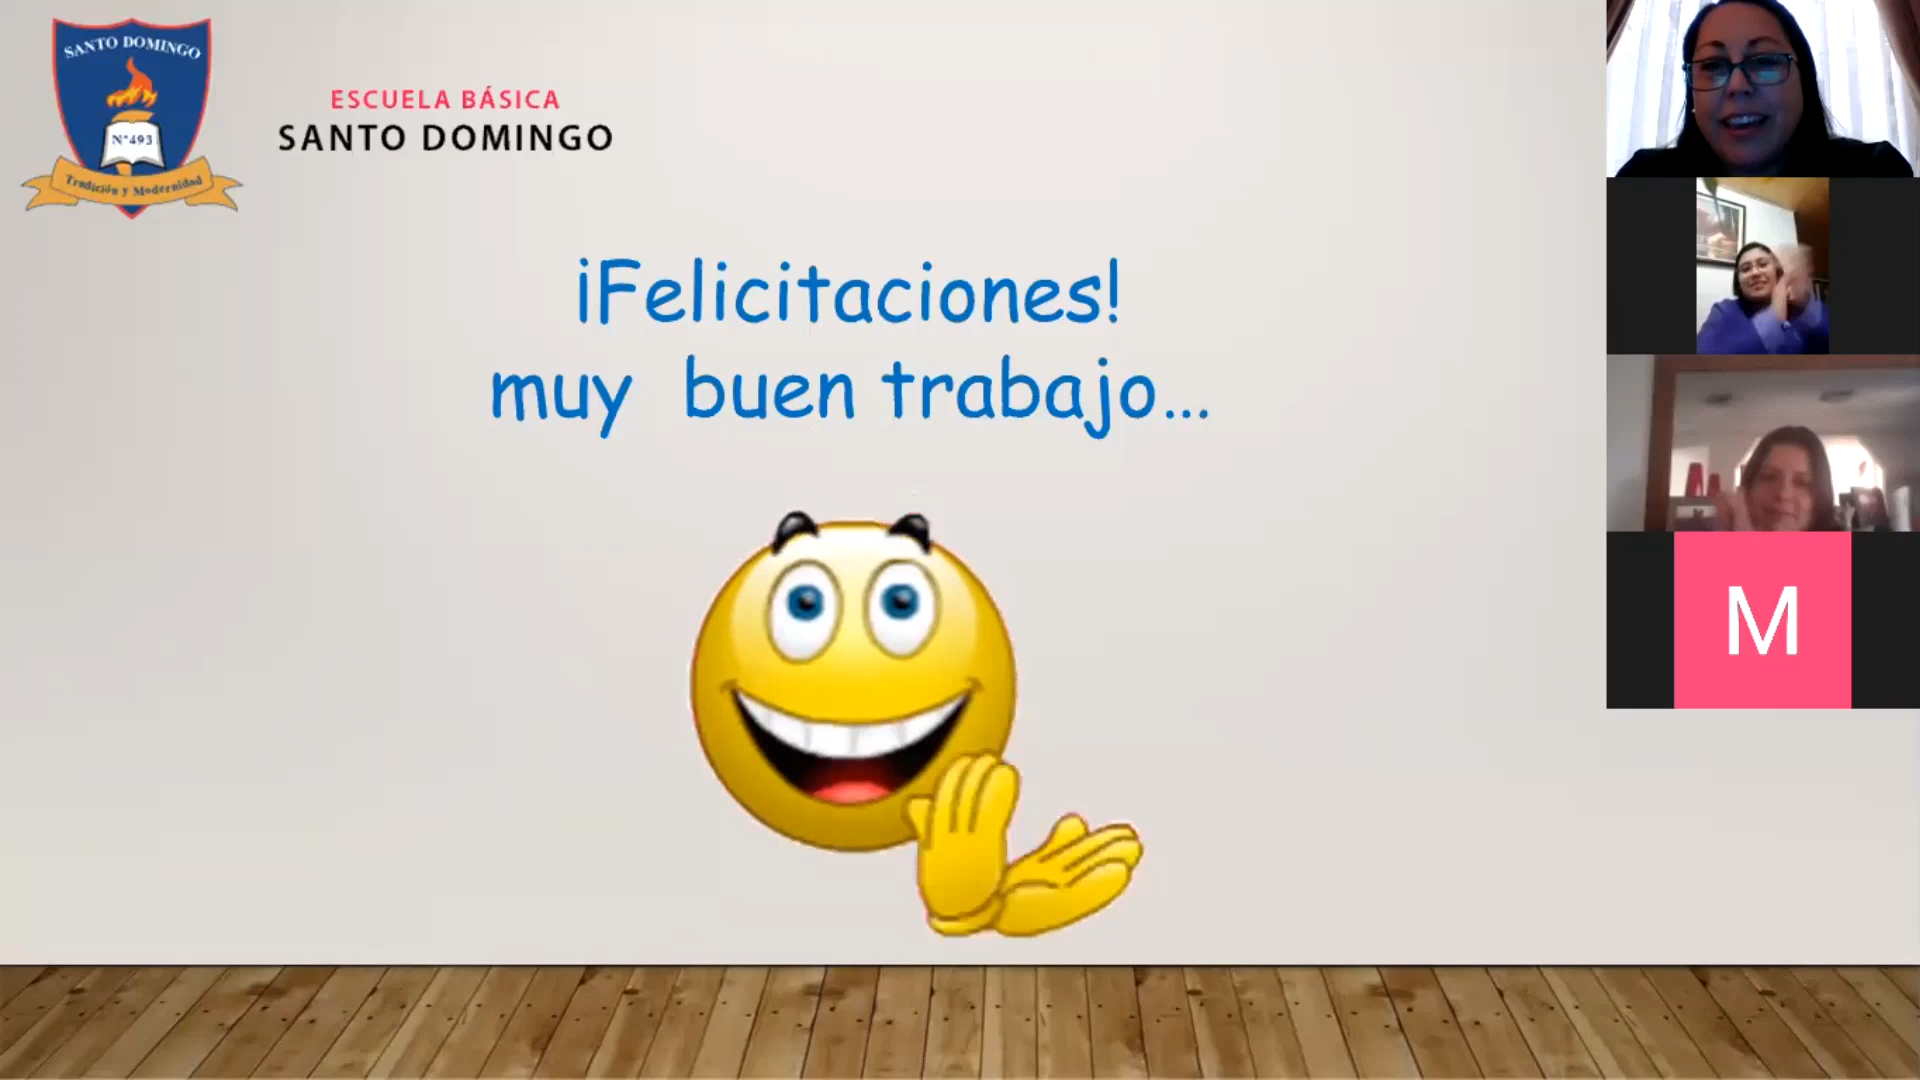 SANTO DOMINGO
N°493
Tradición y Modernidad
ESCUELA BÁSICA
SANTO DOMINGO
¡Felicitaciones!
muy buen trabajo...
M